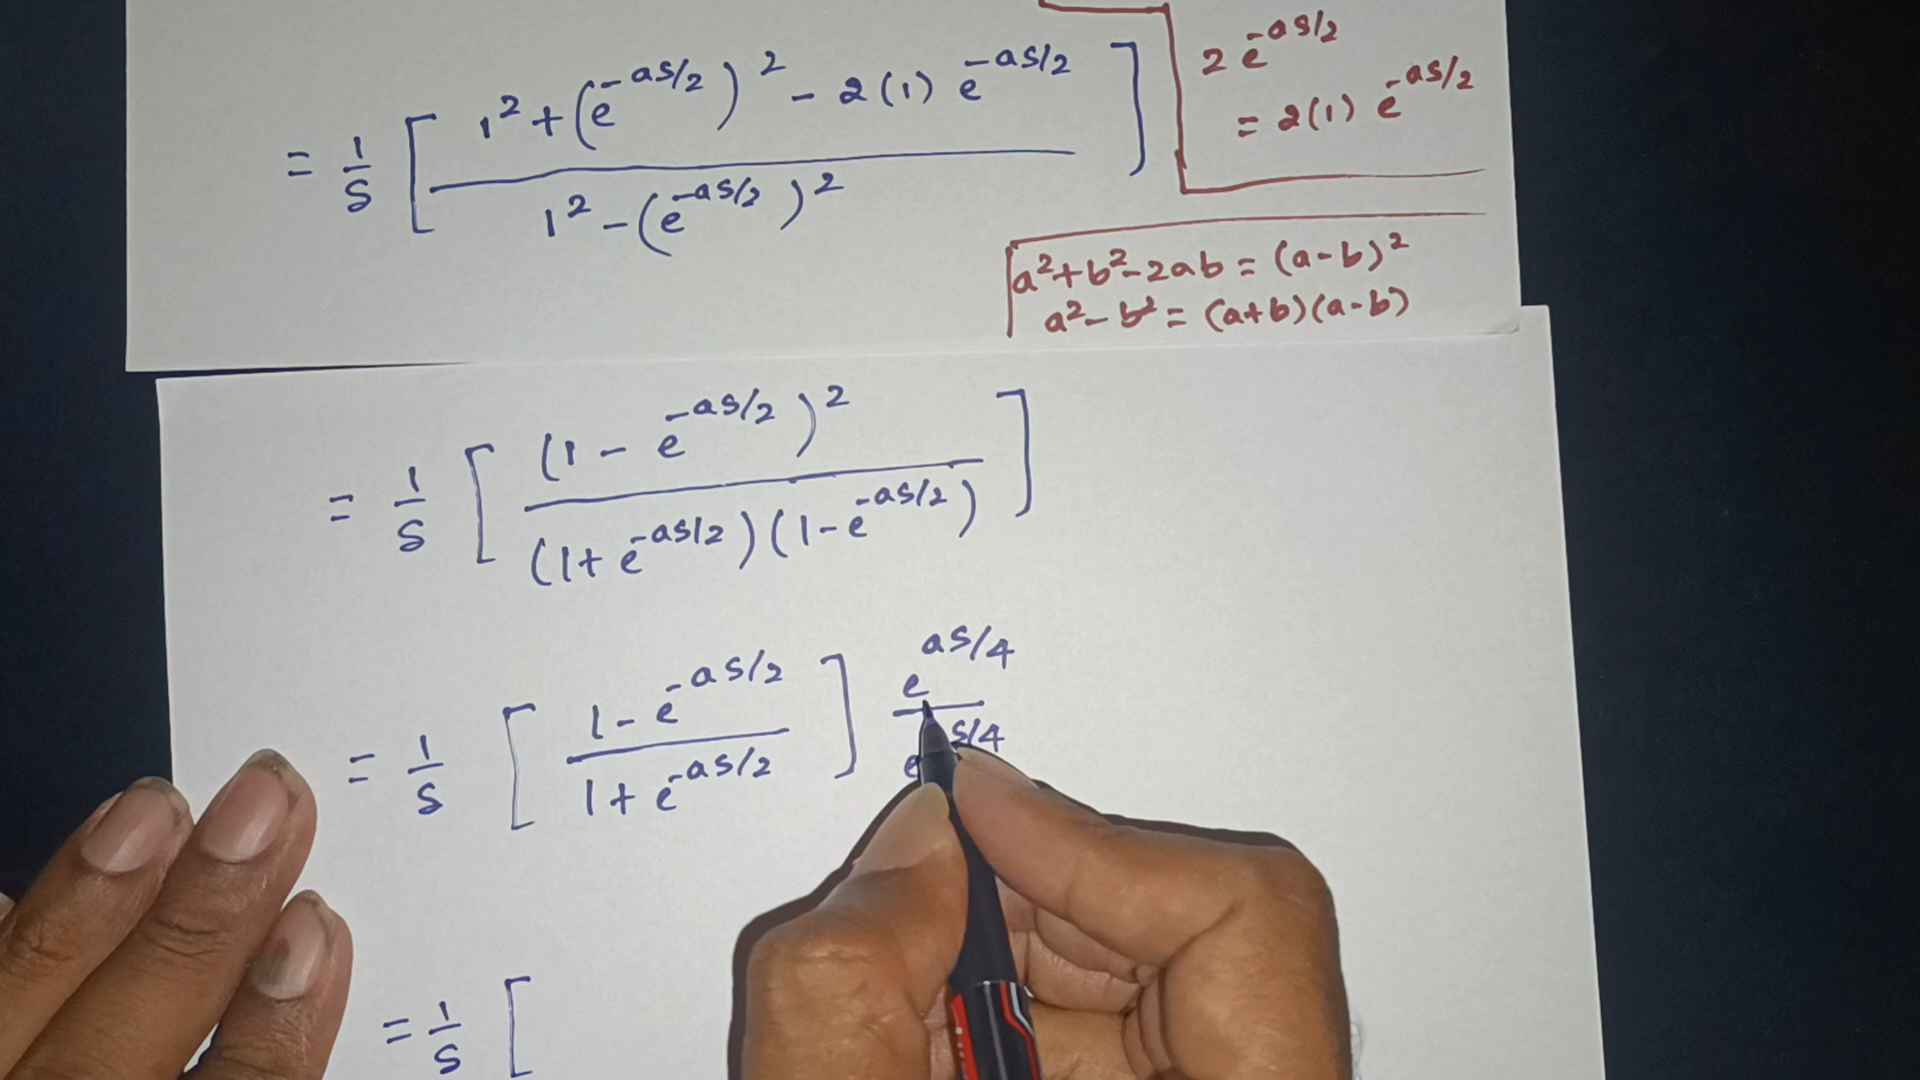 = 1/s [ (1² + (e^(-as/2))² - 2(1) e^(-as/2)) / (1² - (e^(-as/2))²) ]
2 e^(-as/2)
= 2(1) e^(-as/2)
a² + b² - 2ab = (a - b)²
a² - b² = (a+b)(a-b)
= 1/s [ (1 - e^(-as/2))² / ((1 + e^(-as/2))(1 - e^(-as/2))) ]
= 1/s [ (1 - e^(-as/2)) / (1 + e^(-as/2)) ] e^(as/4) / e^( s/4)
= 1/s [